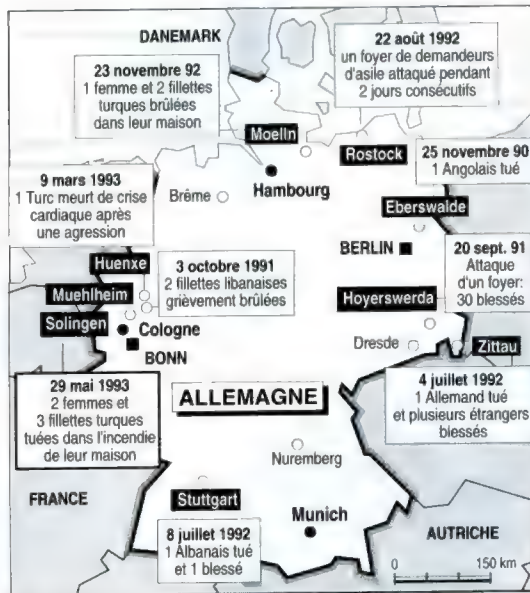 DANEMARK
22 août 1992
un foyer de demandeurs
d'asile attaqué pendant
2 jours consécutifs
23 novembre 92
1 femme et 2 fillettes
turques brûlées
dans leur maison
Moelln
Rostock
25 novembre 90
1 Angolais tué
Hambourg
9 mars 1993
1 Turc meurt de crise
cardiaque après
une agression
Brême
Eberswalde
BERLIN
20 sept. 91
Attaque
d'un foyer:
30 blessés
Huenxe
3 octobre 1991
2 fillettes libanaises
grièvement brûlées
Muehlheim
Hoyerswerda
Solingen
Cologne
BONN
Dresde
Zittau
29 mai 1993
2 femmes et
3 fillettes turques
tuées dans l'incendie
de leur maison
ALLEMAGNE
4 juillet 1992
1 Allemand tué
et plusieurs étrangers
blessés
Nuremberg
FRANCE
Stuttgart
Munich
8 juillet 1992
1 Albanais tué
et 1 blessé
AUTRICHE
0 150 km